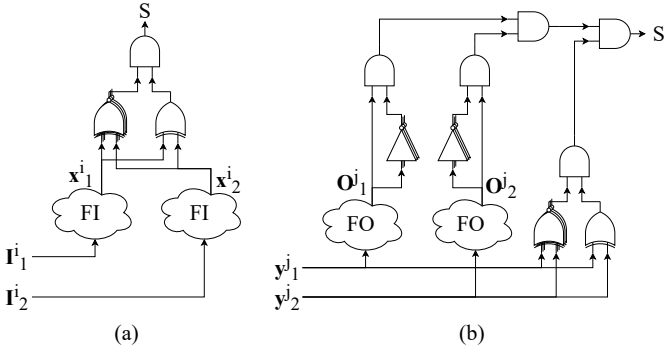 S
x^i_1
x^i_2
FI
FI
I^i_1
I^i_2
(a)
S
O^j_1
O^j_2
FO
FO
y^j_1
y^j_2
(b)